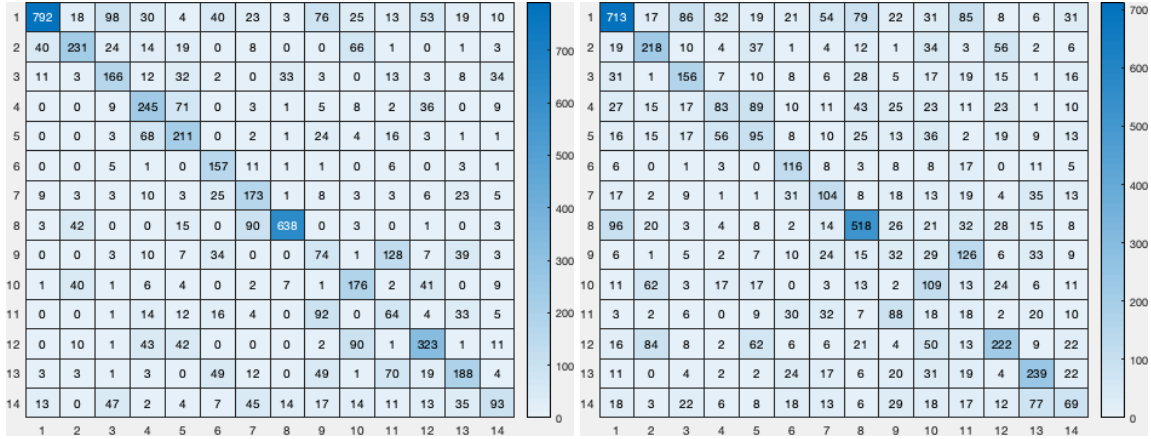 1 792 18 98 30 4 40 23 3 76 25 13 53 19 10
2 40 231 24 14 19 0 8 0 0 66 1 0 1 3
3 11 3 166 12 32 2 0 33 3 0 13 3 8 34
4 0 0 9 245 71 0 3 1 5 8 2 36 0 9
5 0 0 3 68 211 0 2 1 24 4 16 3 1 1
6 0 0 5 1 0 157 11 1 1 0 6 0 3 1
7 9 3 3 10 3 25 173 1 8 3 3 6 23 5
8 3 42 0 0 15 0 90 638 0 3 0 1 0 3
9 0 0 3 10 7 34 0 0 74 1 128 7 39 3
10 1 40 1 6 4 0 2 7 1 176 2 41 0 9
11 0 0 1 14 12 16 4 0 92 0 64 4 33 5
12 0 10 1 43 42 0 0 0 2 90 1 323 1 11
13 3 3 1 3 0 49 12 0 49 1 70 19 188 4
14 13 0 47 2 4 7 45 14 17 14 11 13 35 93
1 2 3 4 5 6 7 8 9 10 11 12 13 14
700
600
500
400
300
200
100
0
1 713 17 86 32 19 21 54 79 22 31 85 8 6 31
2 19 218 10 4 37 1 4 12 1 34 3 56 2 6
3 31 1 156 7 10 8 6 28 5 17 19 15 1 16
4 27 15 17 83 89 10 11 43 25 23 11 23 1 10
5 16 15 17 56 95 8 10 25 13 36 2 19 9 13
6 6 0 1 3 0 116 8 3 8 8 17 0 11 5
7 17 2 9 1 1 31 104 8 18 13 19 4 35 13
8 96 20 3 4 8 2 14 518 26 21 32 28 15 8
9 6 1 5 2 7 10 24 15 32 29 126 6 33 9
10 11 62 3 17 17 0 3 13 2 109 13 24 6 11
11 3 2 6 0 9 30 32 7 88 18 18 2 20 10
12 16 84 8 2 62 6 6 21 4 50 13 222 9 22
13 11 0 4 2 2 24 17 6 20 31 19 4 239 22
14 18 3 22 6 8 18 13 6 29 18 17 12 77 69
1 2 3 4 5 6 7 8 9 10 11 12 13 14
700
600
500
400
300
200
100
0